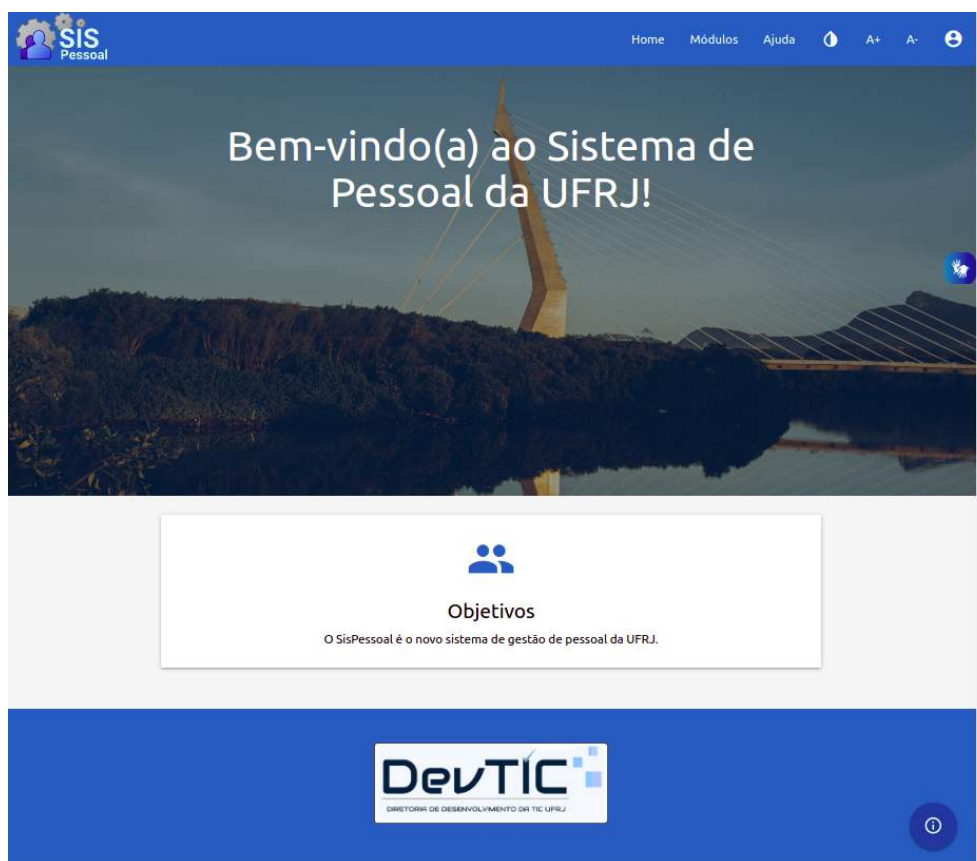 SIS
Pessoal
Home Módulos Ajuda A+ A-
Bem-vindo(a) ao Sistema de
Pessoal da UFRJ!
Objetivos
O SisPessoal é o novo sistema de gestão de pessoal da UFRJ.
DevTIC
DIRETORIA DE DESENVOLVIMENTO DA TIC UFRJ